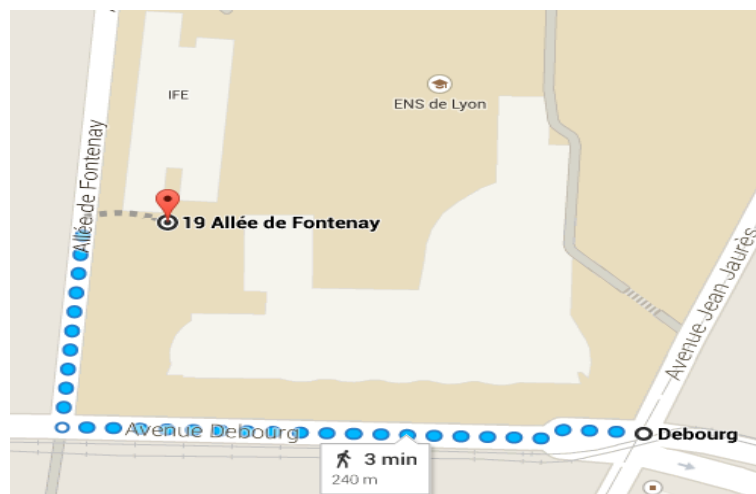 IFE
ENS de Lyon
Allée de Fontenay
19 Allée de Fontenay
Avenue Jean Jaurès
Avenue Debourg
Debourg
3 min
240 m